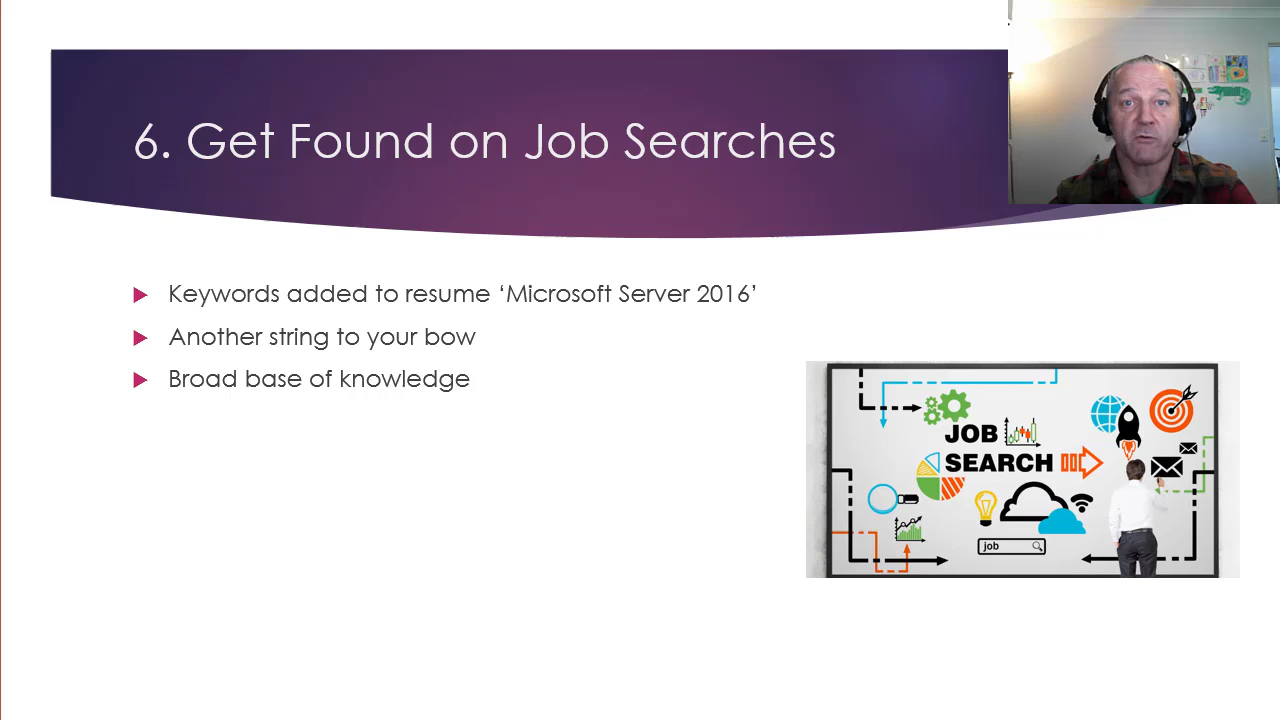 6. Get Found on Job Searches
Keywords added to resume ‘Microsoft Server 2016’
Another string to your bow
Broad base of knowledge
JOB
SEARCH
job